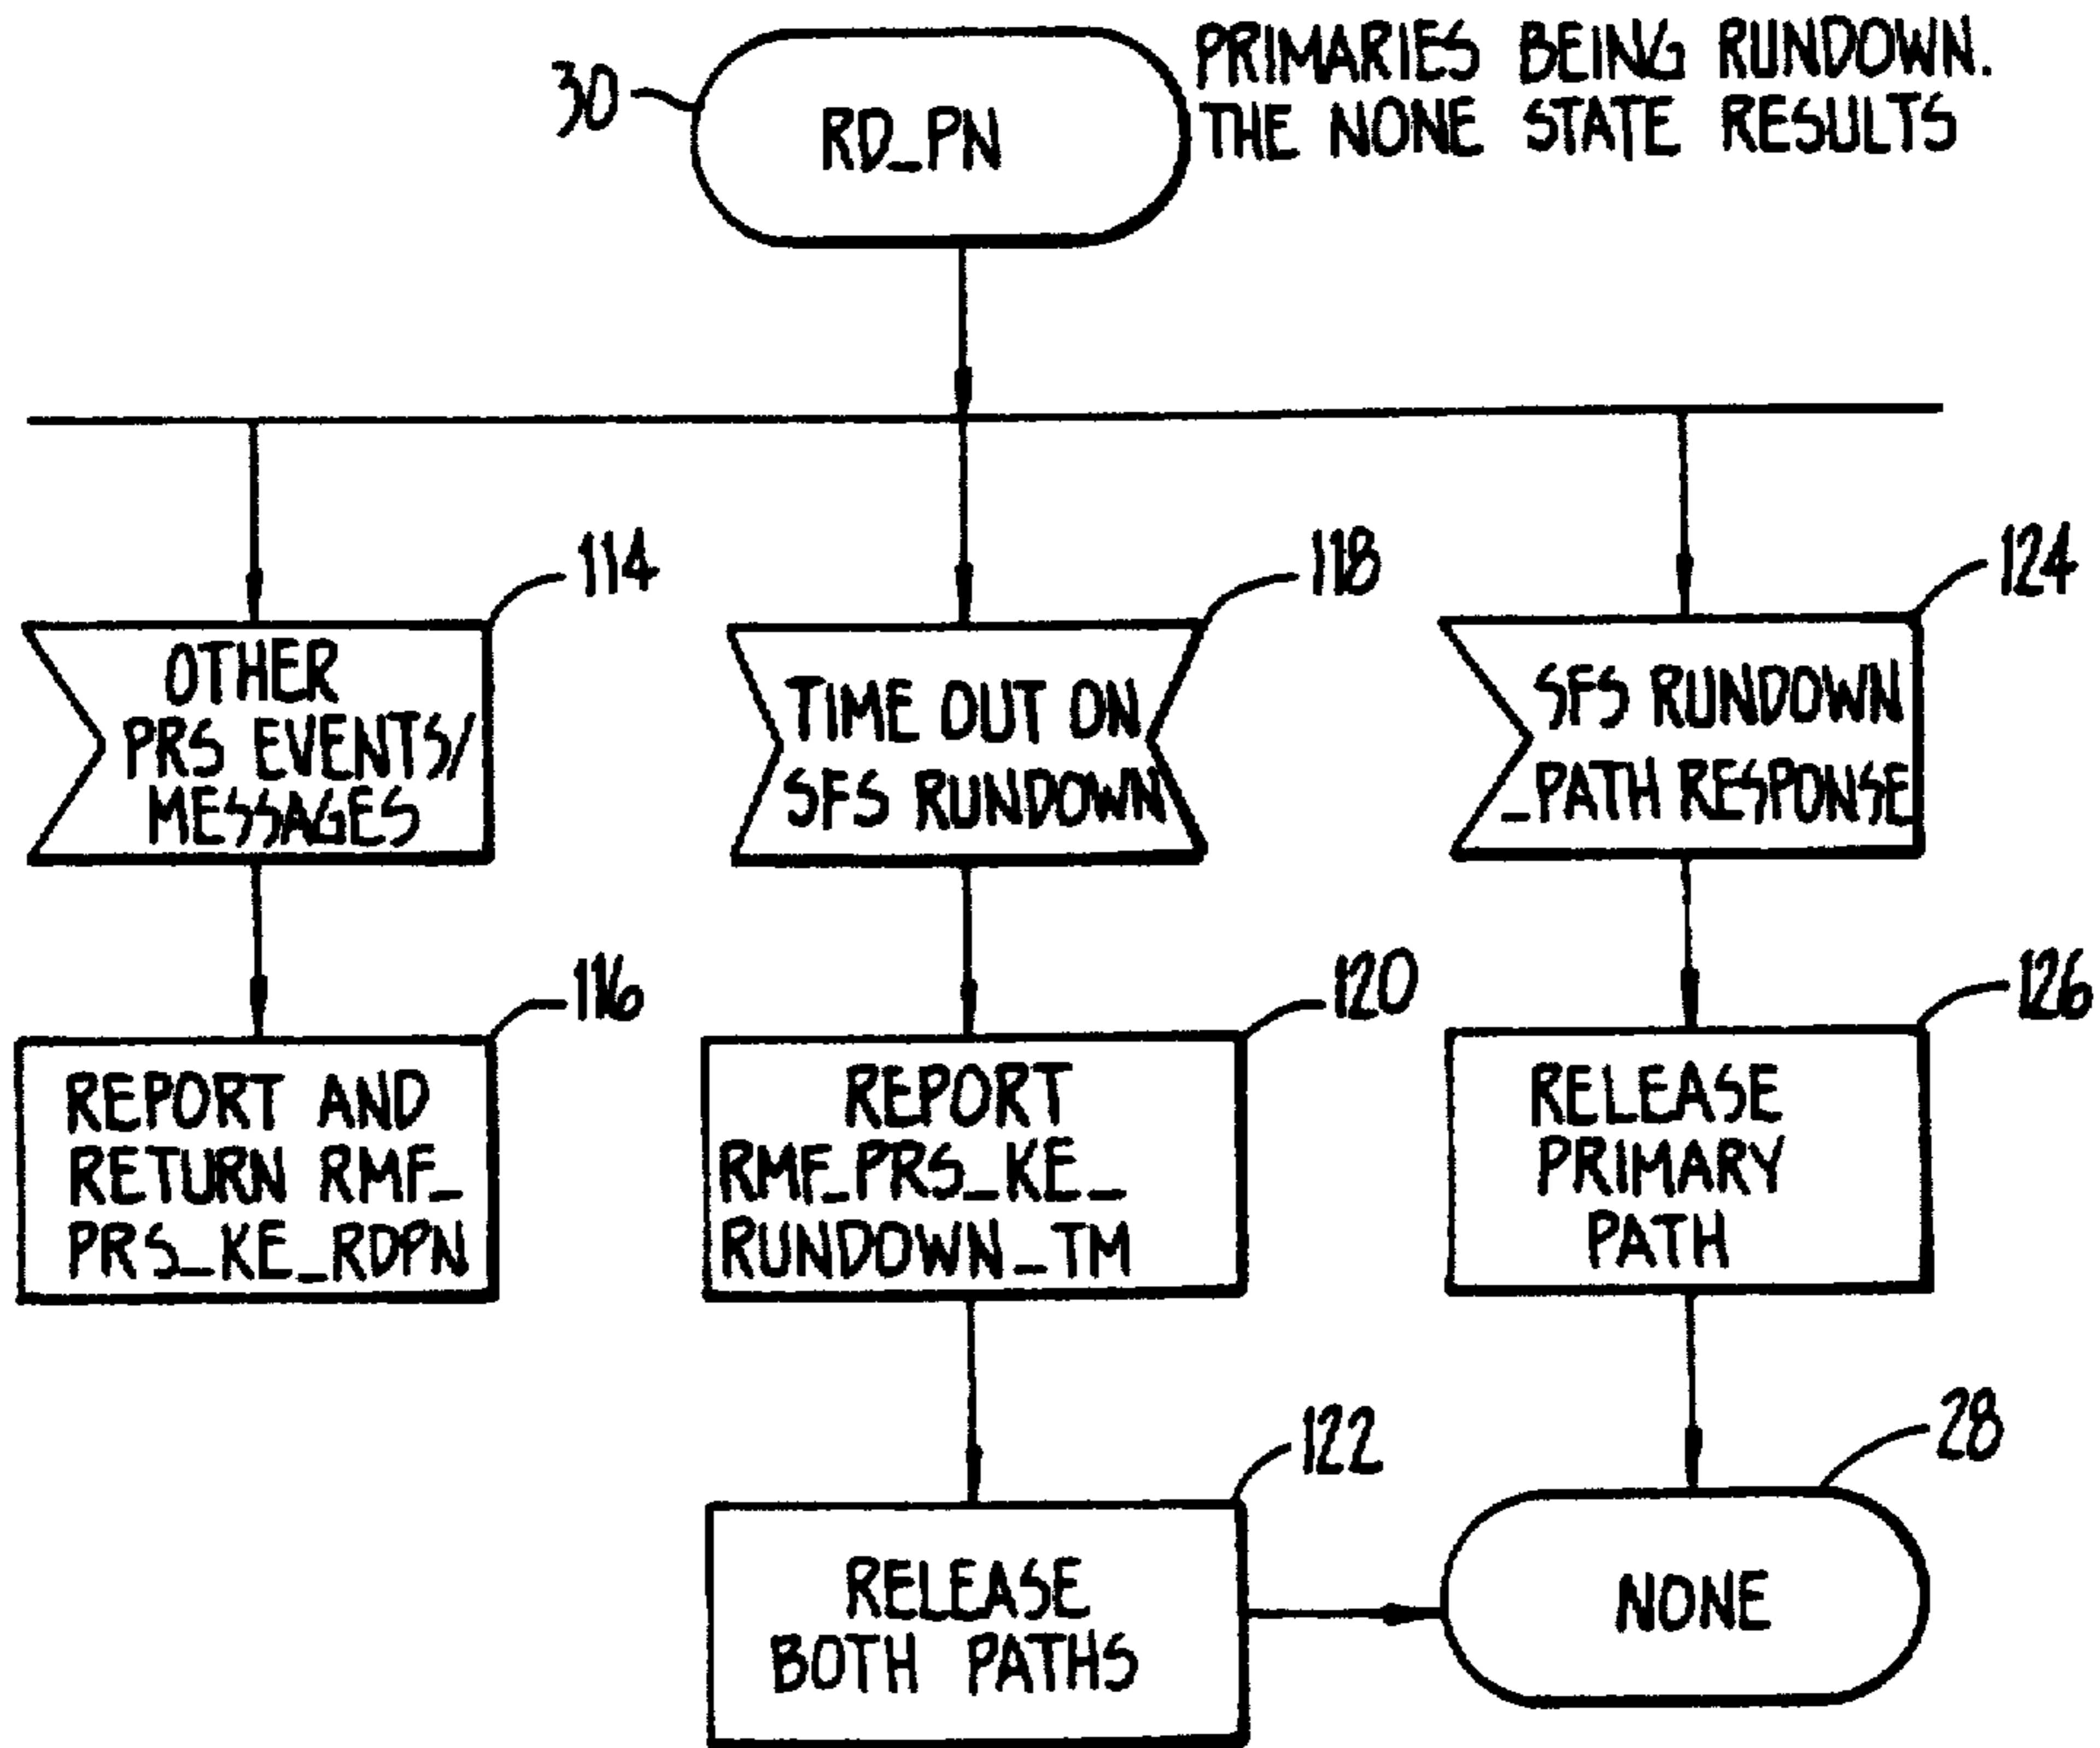 30
RD_PN
PRIMARIES BEING RUNDOWN.
THE NONE STATE RESULTS
114
OTHER
PRS EVENTS/
MESSAGES
118
TIME OUT ON
SFS RUNDOWN
124
SFS RUNDOWN
_PATH RESPONSE
116
REPORT AND
RETURN RMF_
PRS_KE_RDPN
120
REPORT
RMF_PRS_KE_
RUNDOWN_TM
126
RELEASE
PRIMARY
PATH
122
RELEASE
BOTH PATHS
28
NONE